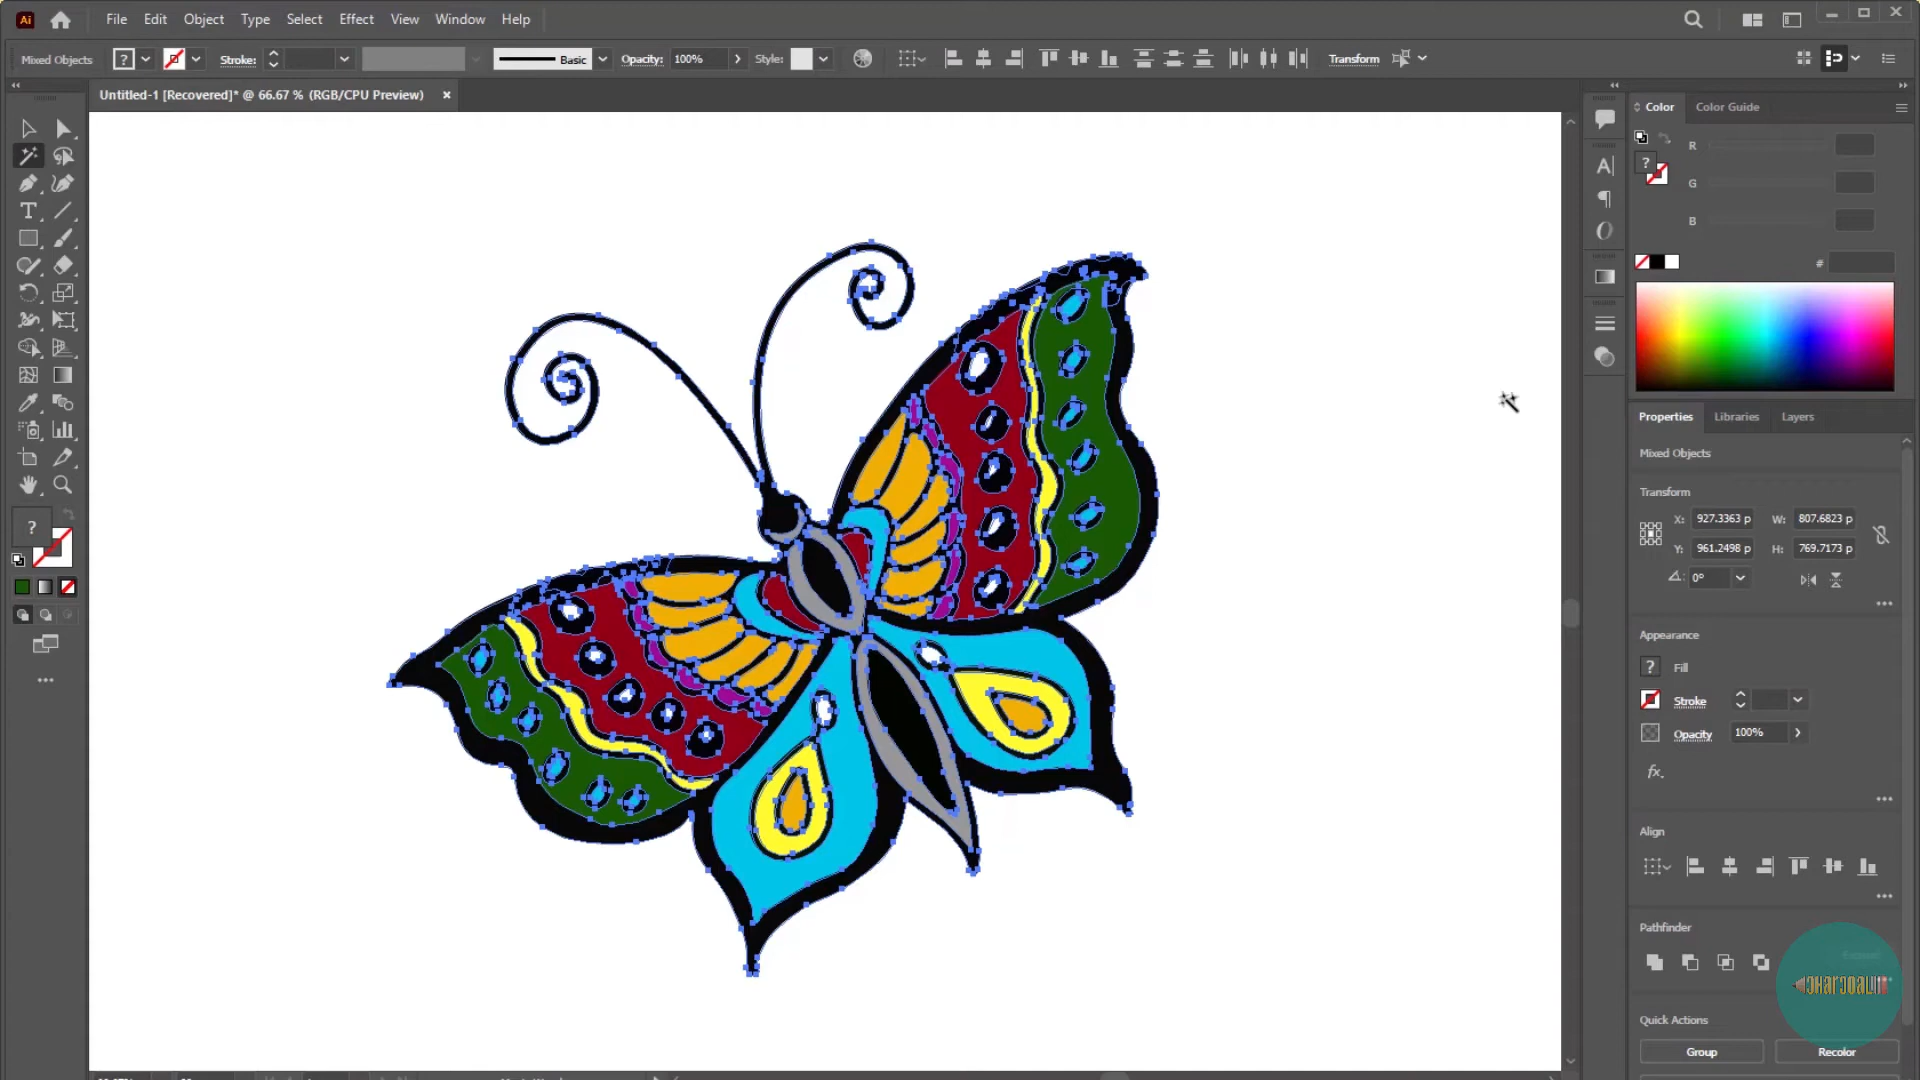 Ai File Edit Object Type Select Effect View Window Help
Mixed Objects ? Stroke: Basic Opacity: 100% Style: Transform
Untitled-1 [Recovered]* @ 66.67 % (RGB/CPU Preview) ×
Color Color Guide
R
G
B
#
Properties Libraries Layers
Mixed Objects
Transform
X: 927.3363 p W: 807.6823 p
Y: 961.2498 p H: 769.7173 p
0°
Appearance
? Fill
Stroke
Opacity 100%
fx.
Align
Pathfinder
CHARCOAL
Quick Actions
Group Recolor